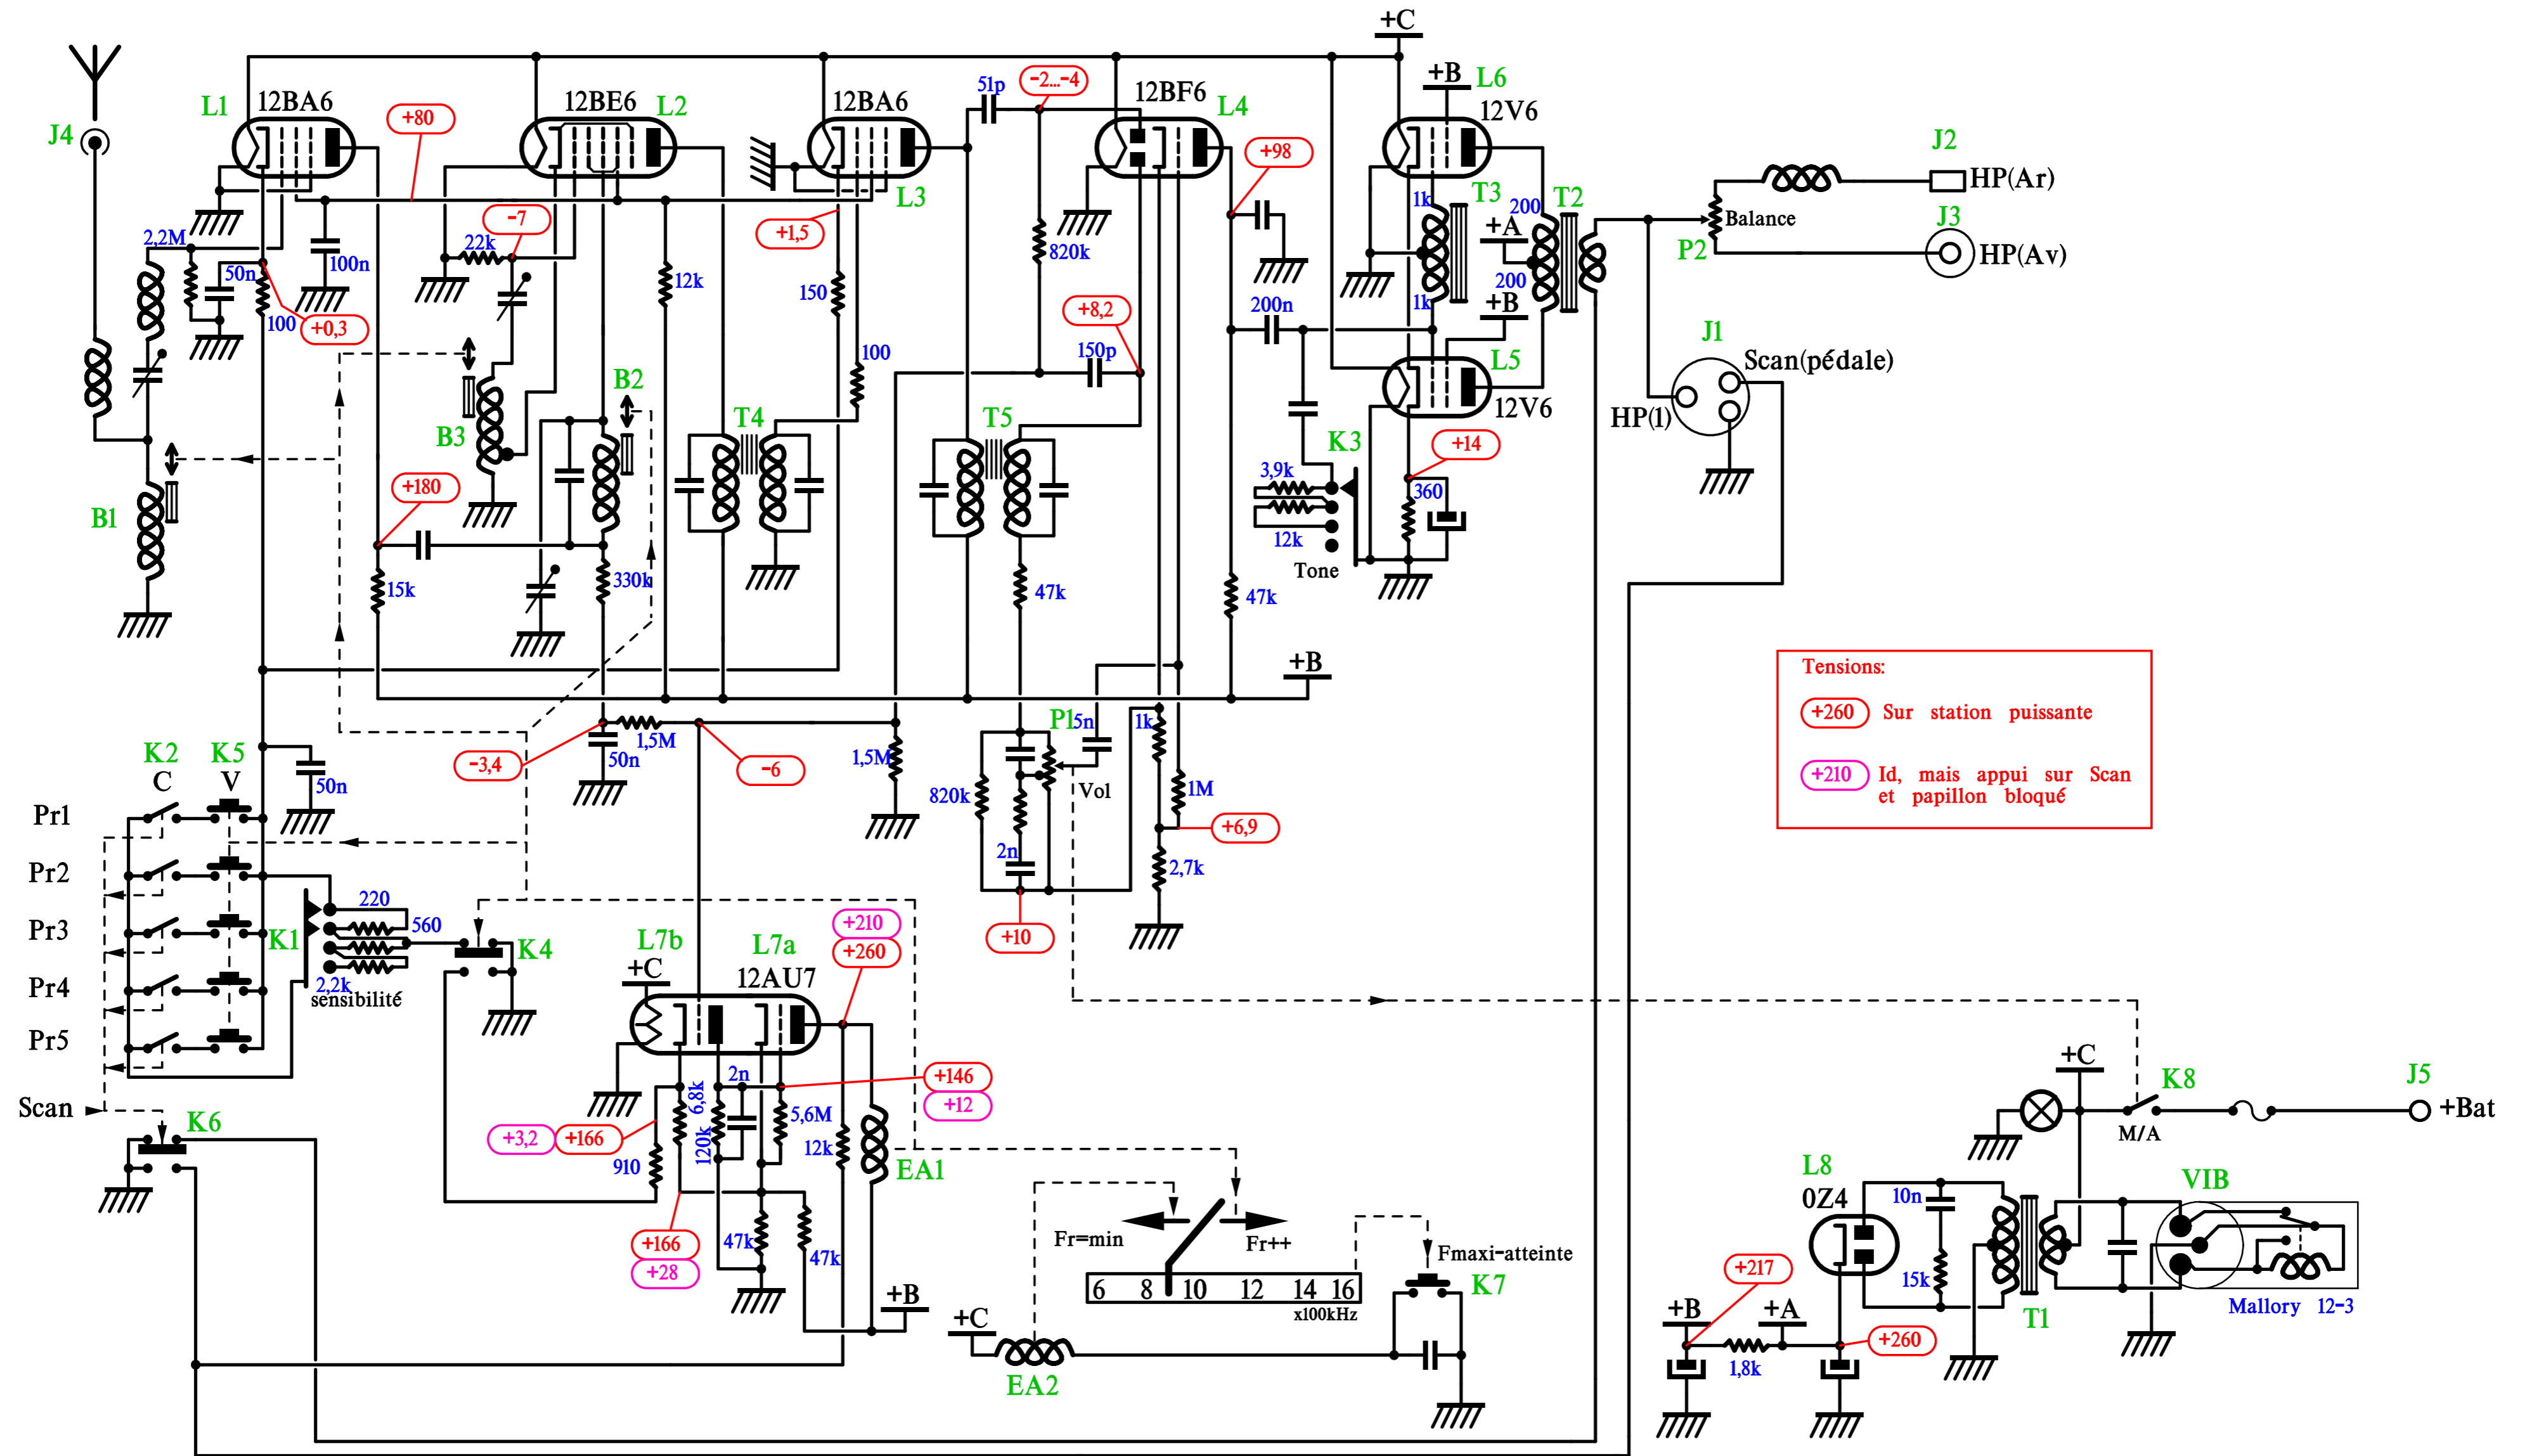 +C
J4
L1
12BA6
+80
12BE6
L2
12BA6
L3
51p
-2...-4
12BF6
L4
+98
+B
L6
12V6
T3
1k
1k
200
T2
+A
200
+B
J2
HP(Ar)
J3
HP(Av)
Balance
P2
2,2M
50n
100n
100
+0,3
-7
22k
12k
+1,5
150
100
820k
+8,2
150p
200n
L5
12V6
J1
Scan(pédale)
HP(1)
B1
B3
B2
T4
T5
K3
3,9k
12k
Tone
+14
360
+180
15k
330k
47k
47k
+B
Tensions:
+260 Sur station puissante
+210 Id, mais appui sur Scan
et papillon bloqué
-3,4
1,5M
50n
-6
1,5M
P1
5n
1k
Vol
820k
2n
1M
+6,9
2,7k
+10
K2
C
K5
V
50n
Pr1
Pr2
Pr3
Pr4
Pr5
K1
220
560
2,2k
sensibilité
K4
Scan
K6
L7b
+C
L7a
12AU7
+210
+260
+146
+12
2n
6,8k
120k
5,6M
12k
+3,2
+166
910
EA1
+166
+28
47k
47k
+B
+C
EA2
Fr=min
Fr++
6 8 10 12 14 16
x100kHz
Fmaxi-atteinte
K7
+C
K8
M/A
J5
+Bat
L8
0Z4
10n
15k
T1
VIB
Mallory 12-3
+217
+B
+A
1,8k
+260